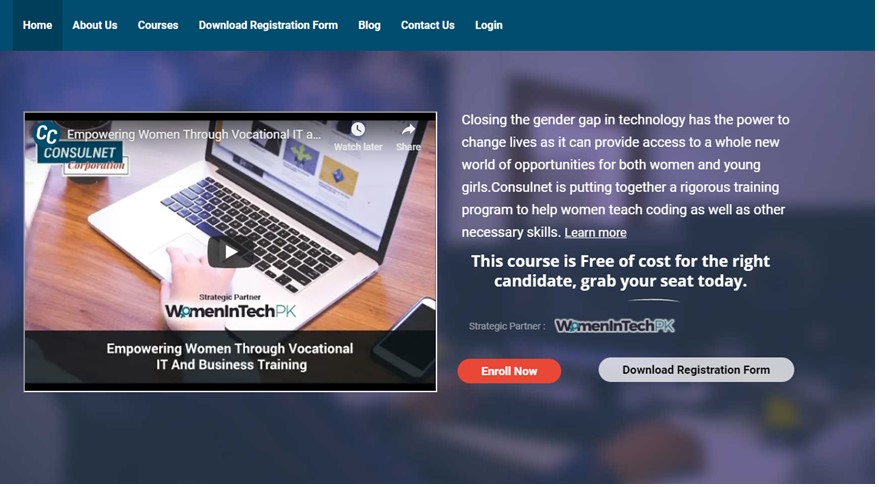 Home About Us Courses Download Registration Form Blog Contact Us Login
CC
CONSULNET
Corporation
Empowering Women Through Vocational IT a...
Watch later Share
Strategic Partner
WomenInTechPK
Empowering Women Through Vocational
IT And Business Training
Closing the gender gap in technology has the power to
change lives as it can provide access to a whole new
world of opportunities for both women and young
girls.Consulnet is putting together a rigorous training
program to help women teach coding as well as other
necessary skills. Learn more
This course is Free of cost for the right
candidate, grab your seat today.
Strategic Partner : WomenInTechPK
Enroll Now Download Registration Form